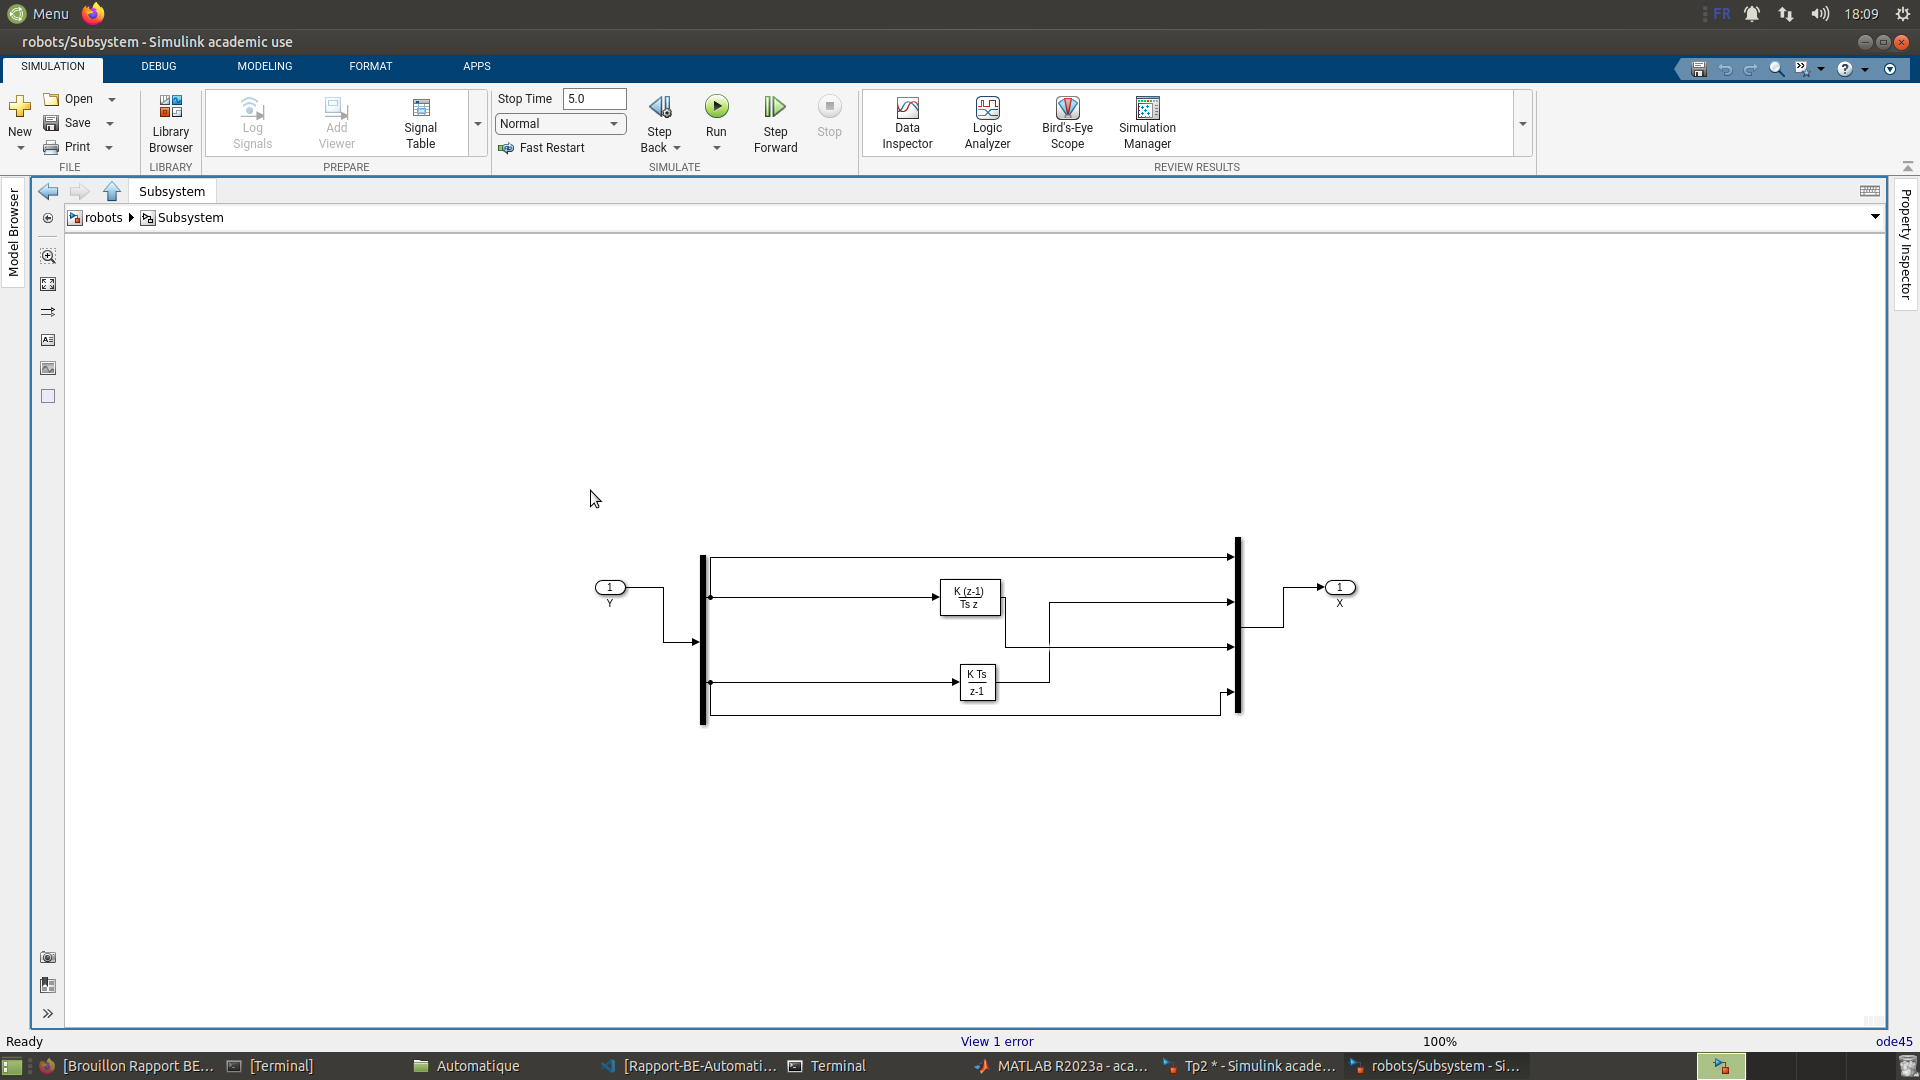 Menu
FR
18:09
robots/Subsystem - Simulink academic use
SIMULATION
DEBUG
MODELING
FORMAT
APPS
New
Open
Save
Print
FILE
Library
Browser
LIBRARY
Log
Signals
Add
Viewer
Signal
Table
PREPARE
Stop Time
5.0
Normal
Fast Restart
Step
Back
Run
Step
Forward
Stop
SIMULATE
Data
Inspector
Logic
Analyzer
Bird's-Eye
Scope
Simulation
Manager
REVIEW RESULTS
Model Browser
Property Inspector
Subsystem
robots
Subsystem
1
Y
K (z-1)
Ts z
K Ts
z-1
1
X
Ready
View 1 error
100%
ode45
[Brouillon Rapport BE...
[Terminal]
Automatique
[Rapport-BE-Automati...
Terminal
MATLAB R2023a - aca...
Tp2 * - Simulink acade...
robots/Subsystem - Si...